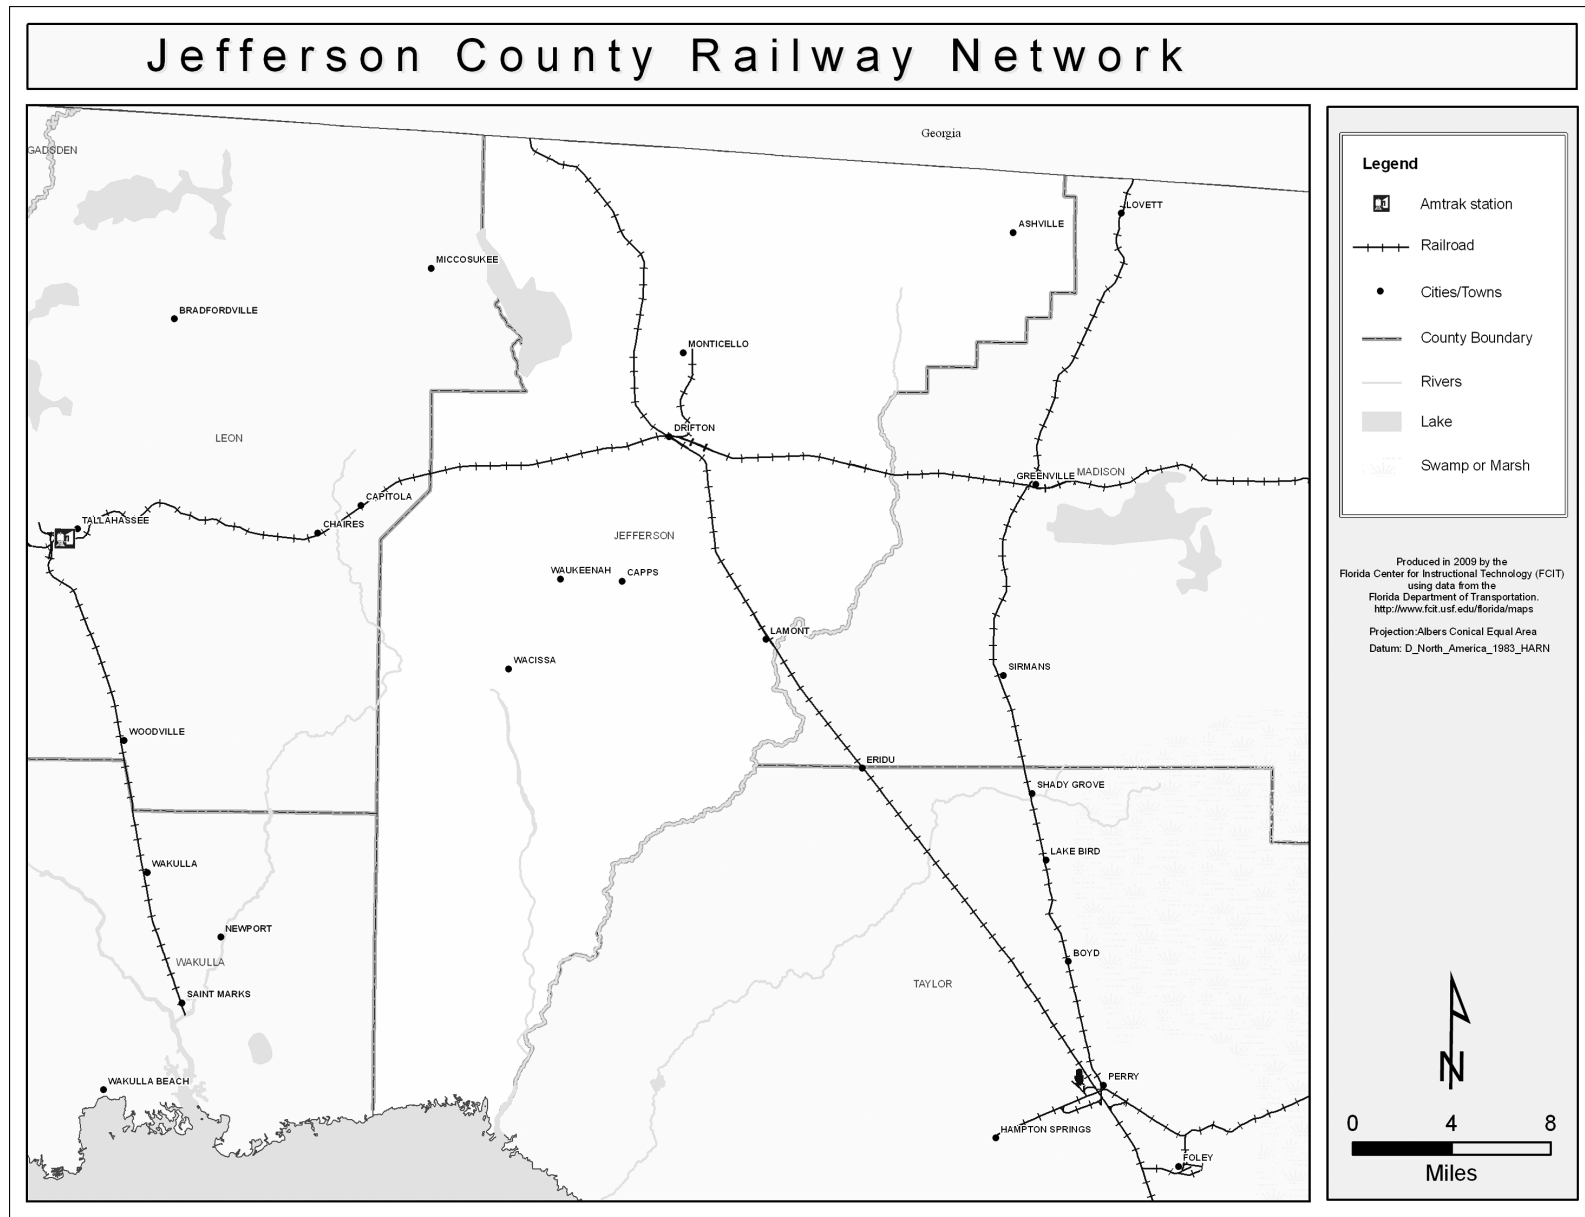 Jefferson County Railway Network
Georgia
GADSDEN
LOVETT
ASHVILLE
MICCOSUKEE
BRADFORDVILLE
MONTICELLO
DRIFTON
LEON
GREENVILLE
MADISON
CAPITOLA
TALLAHASSEE
CHAIRES
JEFFERSON
WAUKEENAH
CAPPS
LAMONT
WACISSA
SIRMANS
WOODVILLE
ERIDU
SHADY GROVE
LAKE BIRD
WAKULLA
NEWPORT
BOYD
WAKULLA
TAYLOR
SAINT MARKS
WAKULLA BEACH
PERRY
HAMPTON SPRINGS
FOLEY
Legend
Amtrak station
Railroad
Cities/Towns
County Boundary
Rivers
Lake
Swamp or Marsh
Produced in 2009 by the
Florida Center for Instructional Technology (FCIT)
using data from the
Florida Department of Transportation.
http://www.fcit.usf.edu/florida/maps
Projection:Albers Conical Equal Area
Datum: D_North_America_1983_HARN
N
0 4 8
Miles